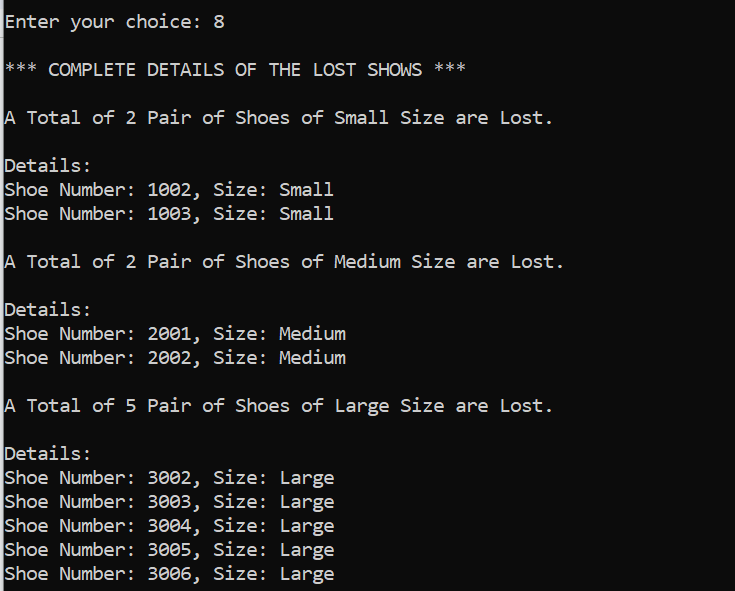 Enter your choice: 8
*** COMPLETE DETAILS OF THE LOST SHOWS ***
A Total of 2 Pair of Shoes of Small Size are Lost.
Details:
Shoe Number: 1002, Size: Small
Shoe Number: 1003, Size: Small
A Total of 2 Pair of Shoes of Medium Size are Lost.
Details:
Shoe Number: 2001, Size: Medium
Shoe Number: 2002, Size: Medium
A Total of 5 Pair of Shoes of Large Size are Lost.
Details:
Shoe Number: 3002, Size: Large
Shoe Number: 3003, Size: Large
Shoe Number: 3004, Size: Large
Shoe Number: 3005, Size: Large
Shoe Number: 3006, Size: Large